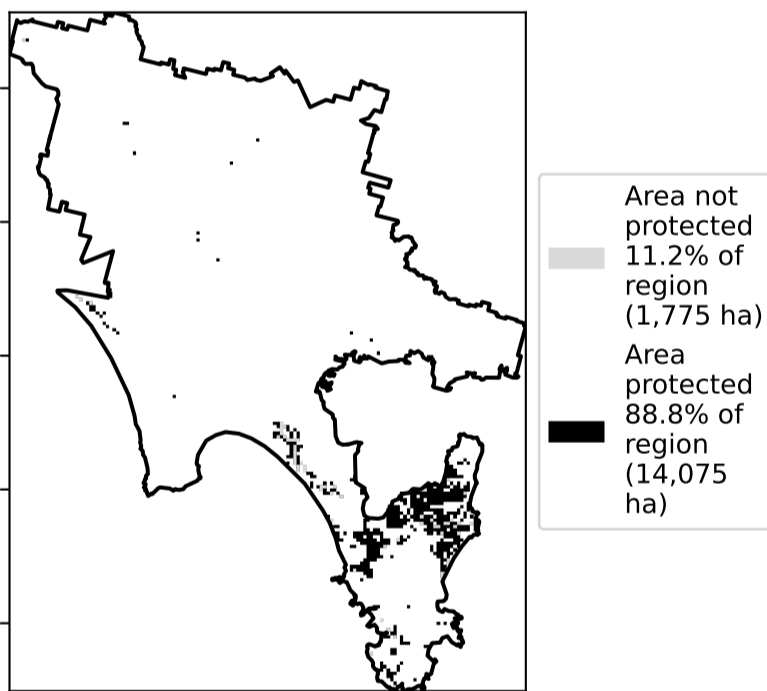 Area not
protected
11.2% of
region
(1,775 ha)
Area
protected
88.8% of
region
(14,075
ha)